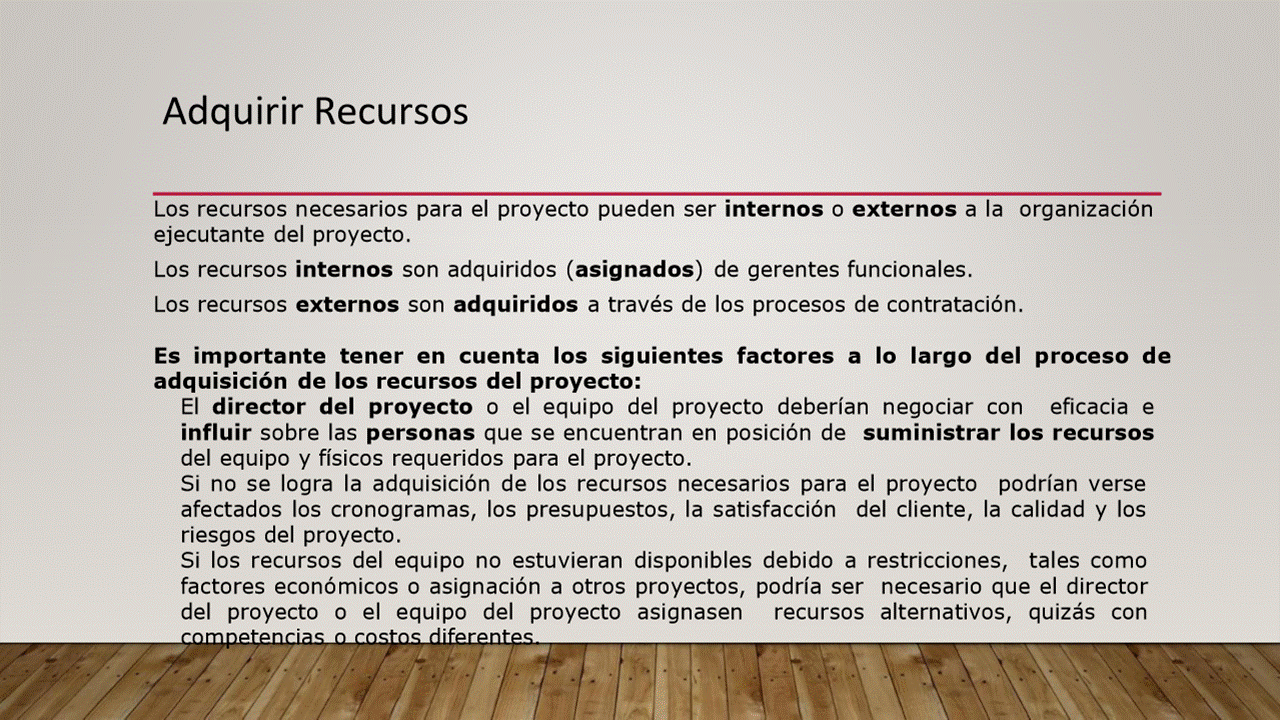 Adquirir Recursos
Los recursos necesarios para el proyecto pueden ser internos o externos a la organización
ejecutante del proyecto.
Los recursos internos son adquiridos (asignados) de gerentes funcionales.
Los recursos externos son adquiridos a través de los procesos de contratación.
Es importante tener en cuenta los siguientes factores a lo largo del proceso de
adquisición de los recursos del proyecto:
El director del proyecto o el equipo del proyecto deberían negociar con eficacia e
influir sobre las personas que se encuentran en posición de suministrar los recursos
del equipo y físicos requeridos para el proyecto.
Si no se logra la adquisición de los recursos necesarios para el proyecto podrían verse
afectados los cronogramas, los presupuestos, la satisfacción del cliente, la calidad y los
riesgos del proyecto.
Si los recursos del equipo no estuvieran disponibles debido a restricciones, tales como
factores económicos o asignación a otros proyectos, podría ser necesario que el director
del proyecto o el equipo del proyecto asignasen recursos alternativos, quizás con
competencias o costos diferentes.